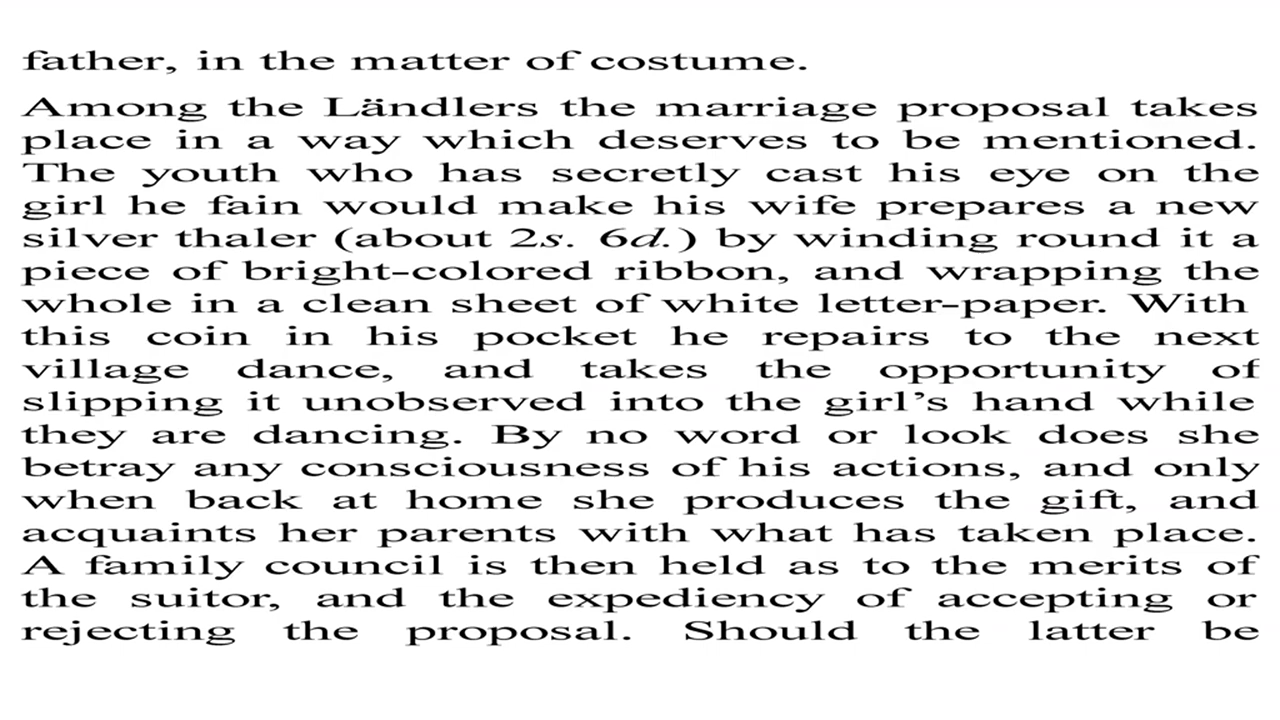 father, in the matter of costume.
Among the Ländlers the marriage proposal takes
place in a way which deserves to be mentioned.
The youth who has secretly cast his eye on the
girl he fain would make his wife prepares a new
silver thaler (about 2s. 6d.) by winding round it a
piece of bright-colored ribbon, and wrapping the
whole in a clean sheet of white letter-paper. With
this coin in his pocket he repairs to the next
village dance, and takes the opportunity of
slipping it unobserved into the girl’s hand while
they are dancing. By no word or look does she
betray any consciousness of his actions, and only
when back at home she produces the gift, and
acquaints her parents with what has taken place.
A family council is then held as to the merits of
the suitor, and the expediency of accepting or
rejecting the proposal. Should the latter be